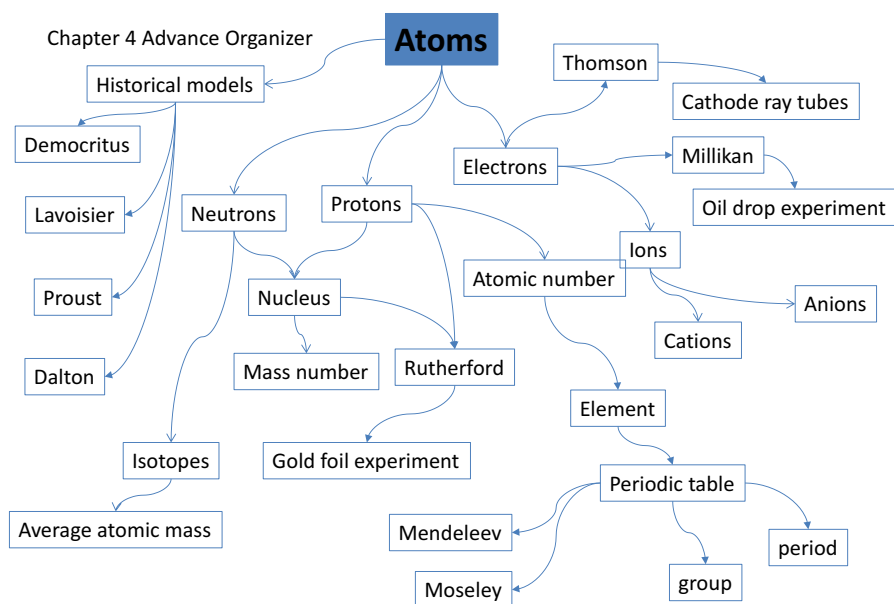 Chapter 4 Advance Organizer
Atoms
Historical models
Thomson
Cathode ray tubes
Democritus
Electrons
Millikan
Lavoisier
Neutrons
Protons
Oil drop experiment
Ions
Proust
Nucleus
Atomic number
Anions
Cations
Dalton
Mass number
Rutherford
Element
Isotopes
Gold foil experiment
Periodic table
Average atomic mass
Mendeleev
period
Moseley
group